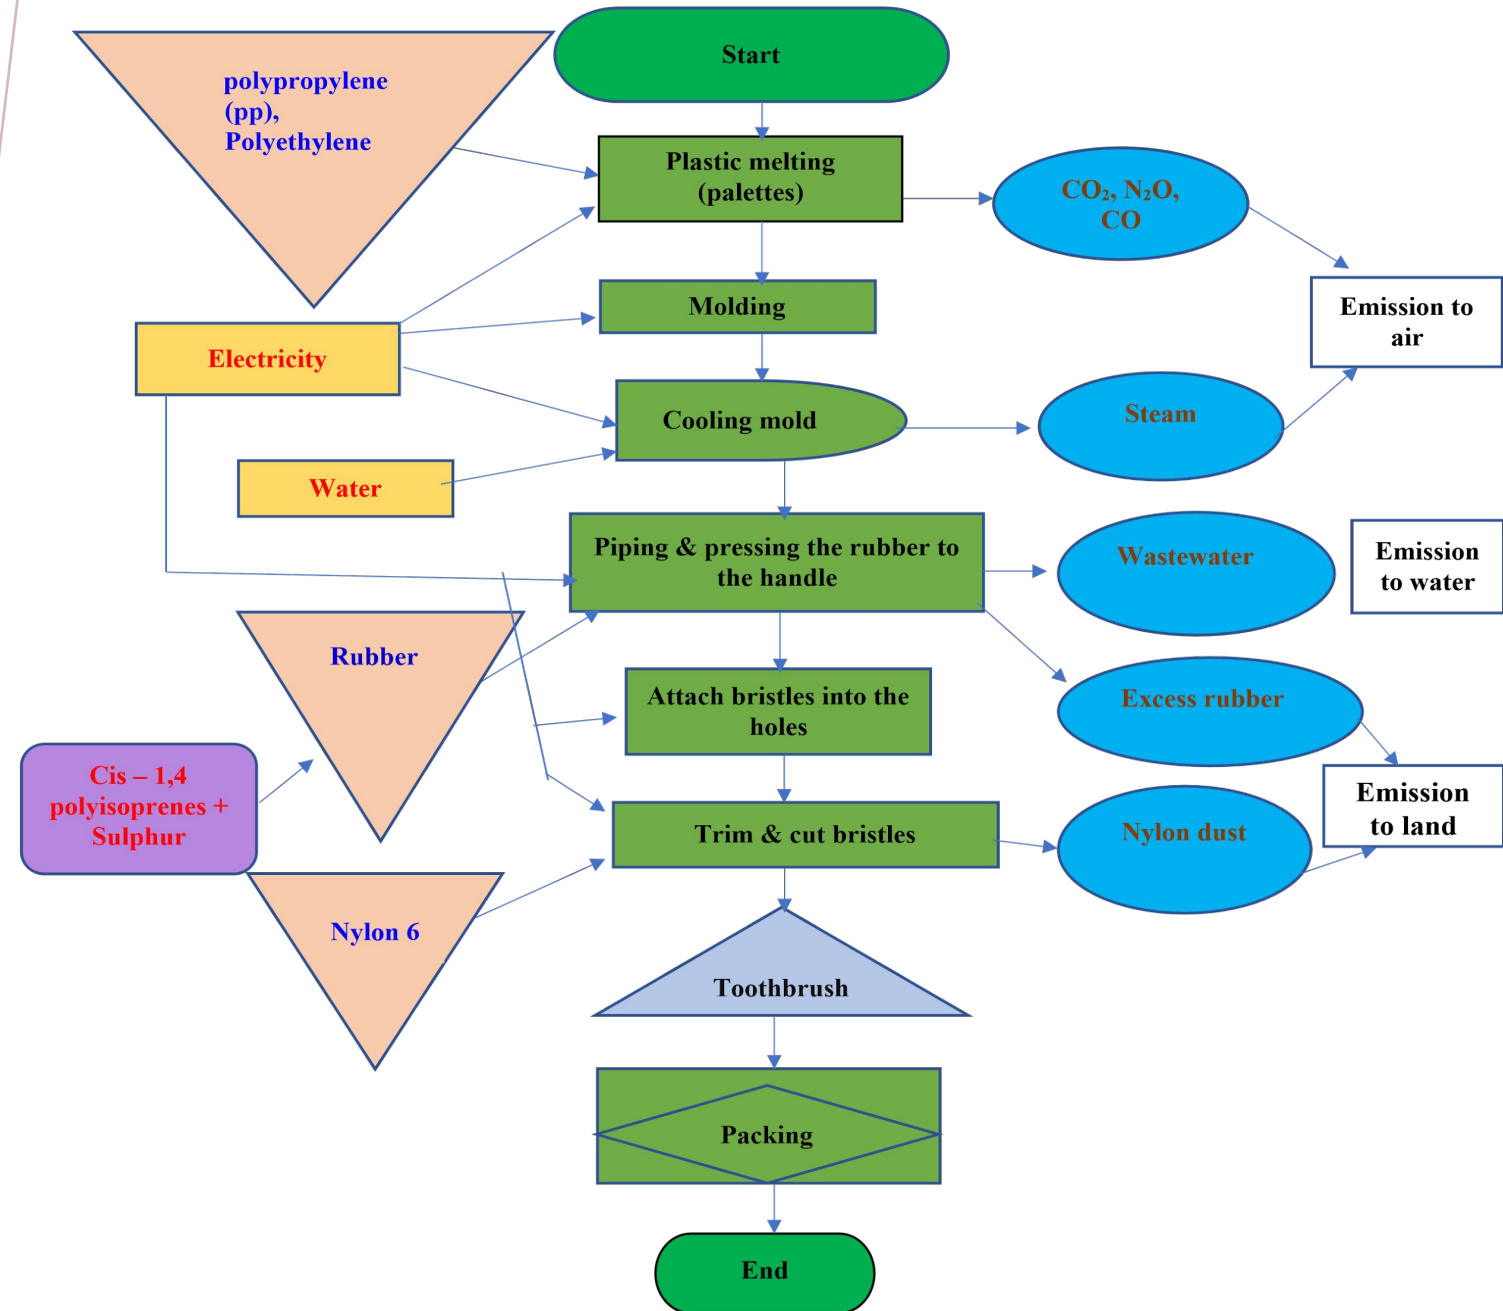 Start
polypropylene
(pp),
Polyethylene
Plastic melting
(palettes)
CO₂, N₂O,
CO
Molding
Emission to
air
Electricity
Cooling mold
Steam
Water
Piping & pressing the rubber to
the handle
Wastewater
Emission
to water
Rubber
Attach bristles into the
holes
Excess rubber
Cis – 1,4
polyisoprenes +
Sulphur
Emission
to land
Trim & cut bristles
Nylon dust
Nylon 6
Toothbrush
Packing
End